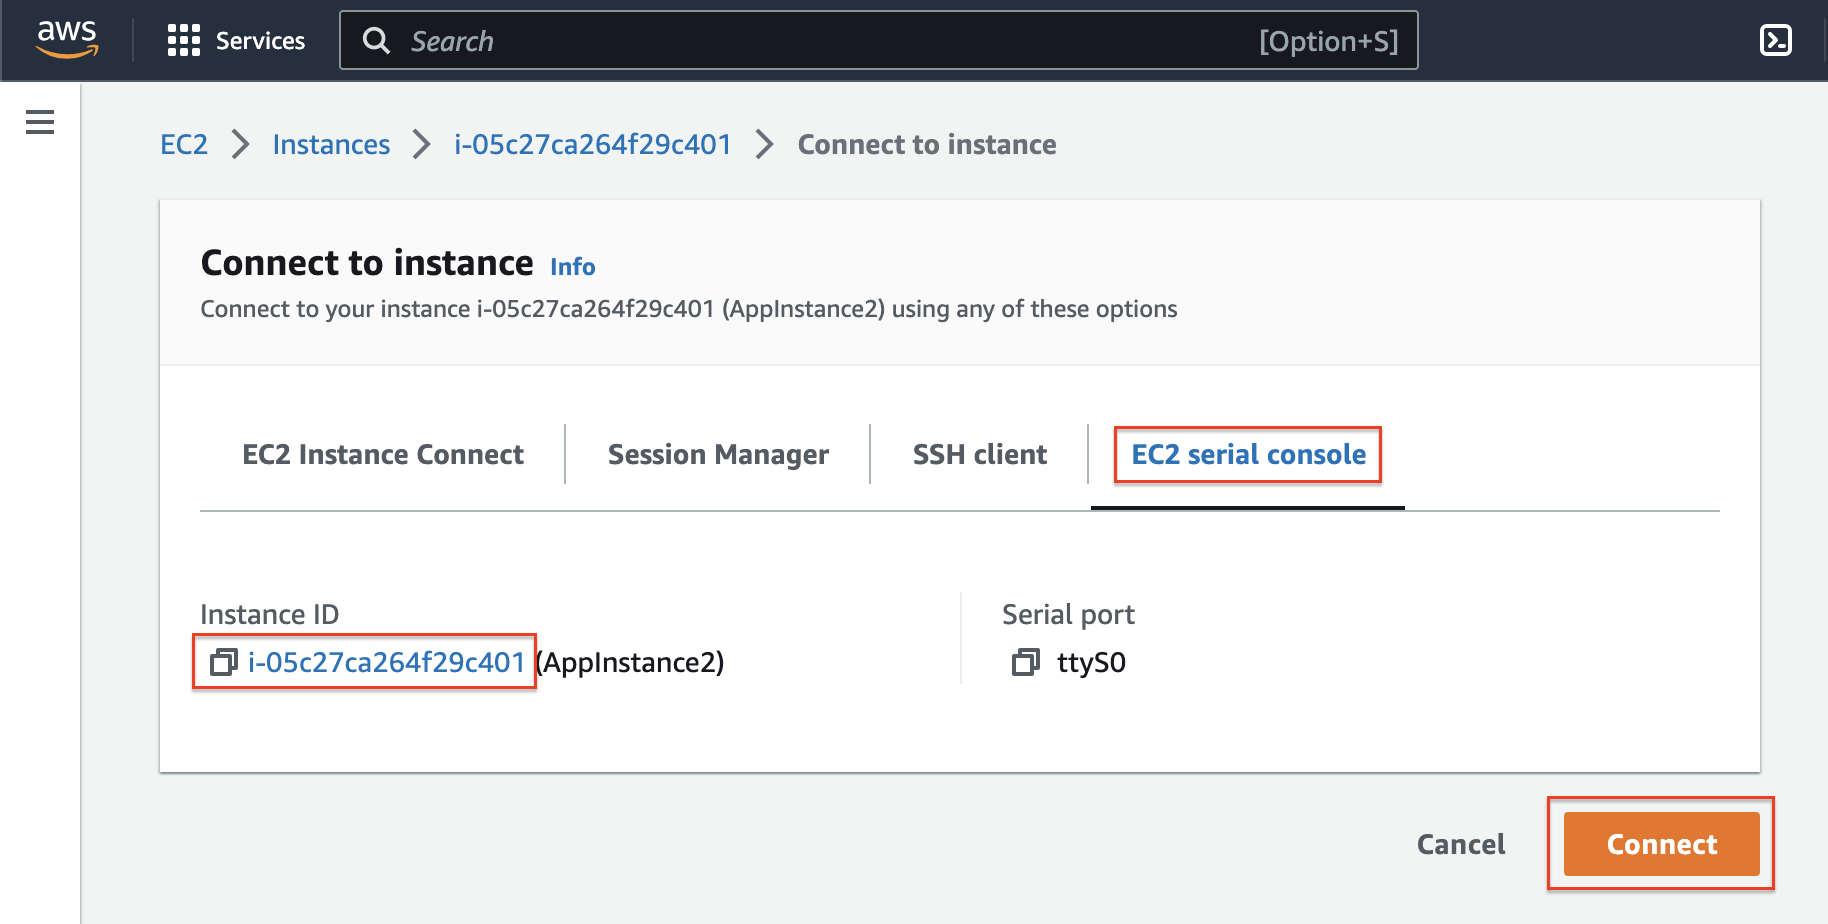 aws Services Search [Option+S]
EC2 Instances i-05c27ca264f29c401 Connect to instance
Connect to instance Info
Connect to your instance i-05c27ca264f29c401 (AppInstance2) using any of these options
EC2 Instance Connect Session Manager SSH client EC2 serial console
Instance ID
i-05c27ca264f29c401 (AppInstance2)
Serial port
ttyS0
Cancel Connect